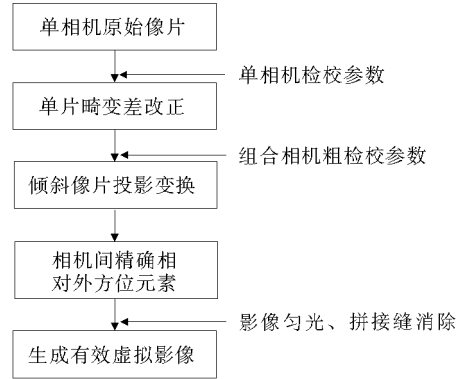 单相机原始像片
单相机检校参数
单片畸变差改正
组合相机粗检校参数
倾斜像片投影变换
相机间精确相
对外方位元素
影像匀光、拼接缝消除
生成有效虚拟影像